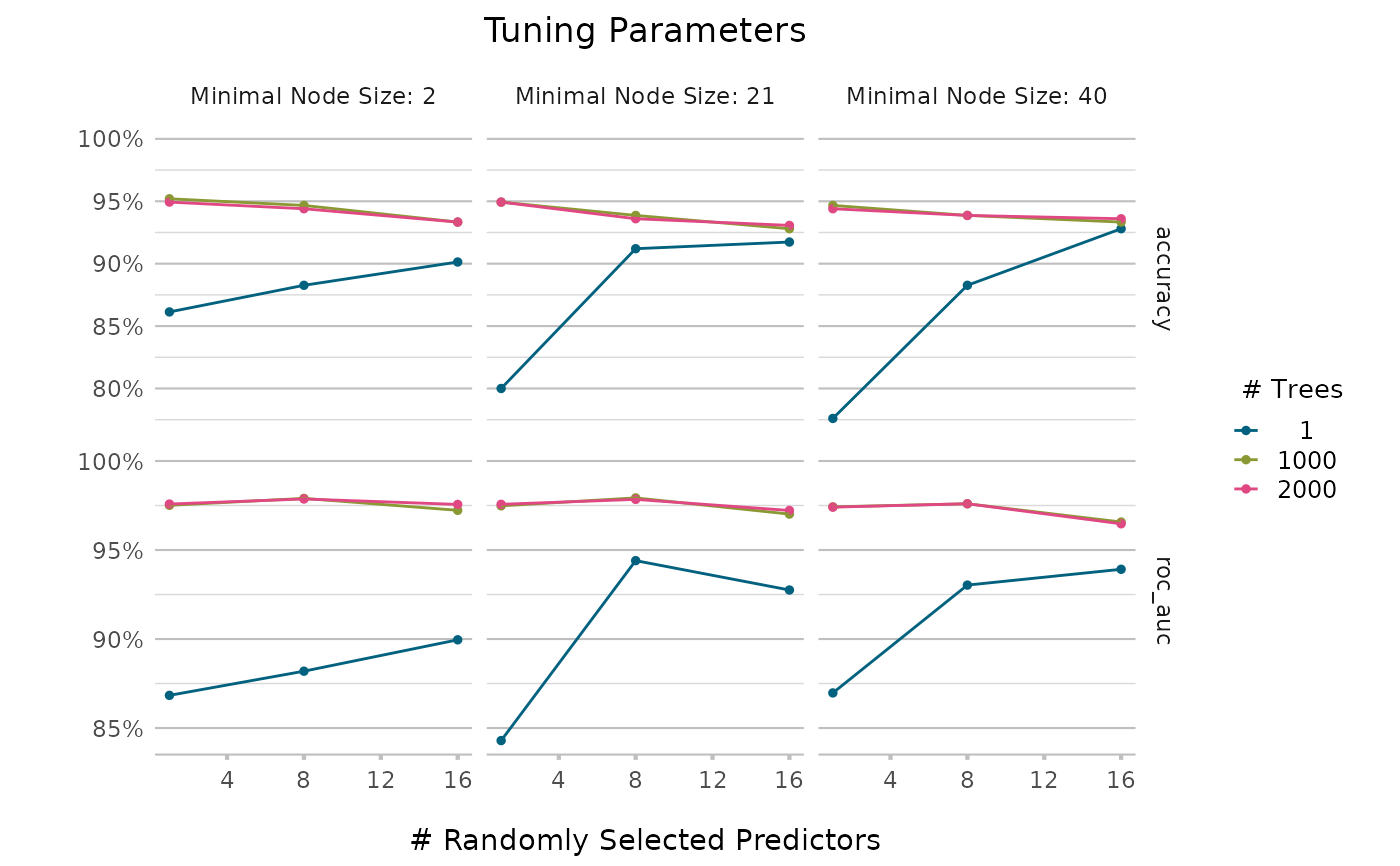 Tuning Parameters
Minimal Node Size: 2
Minimal Node Size: 21
Minimal Node Size: 40
100%
95%
90%
85%
80%
accuracy
100%
95%
90%
85%
roc_auc
4 8 12 16
4 8 12 16
4 8 12 16
# Randomly Selected Predictors
# Trees
1
1000
2000